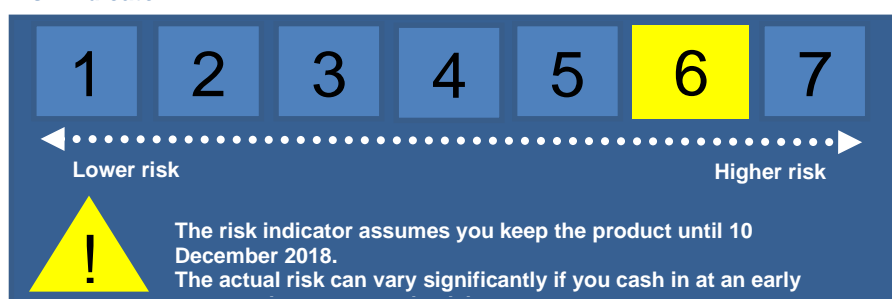 1 2 3 4 5 6 7
Lower risk Higher risk
!
The risk indicator assumes you keep the product until 10
December 2018.
The actual risk can vary significantly if you cash in at an early